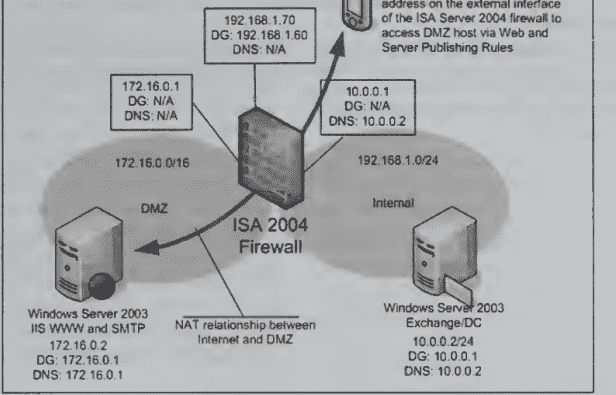 address on the external interface
of the ISA Server 2004 firewall to
access DMZ host via Web and
Server Publishing Rules
192.168.1.70
DG: 192.168.1.60
DNS: N/A
172.16.0.1
DG: N/A
DNS: N/A
10.0.0.1
DG: N/A
DNS: 10.0.0.2
172.16.0.0/16
192.168.1.0/24
DMZ
Internal
ISA 2004
Firewall
Windows Server 2003
IIS WWW and SMTP
172.16.0.2
DG: 172.16.0.1
DNS: 172.16.0.1
NAT relationship between
Internet and DMZ
Windows Server 2003
Exchange/DC
10.0.0.2/24
DG: 10.0.0.1
DNS: 10.0.0.2